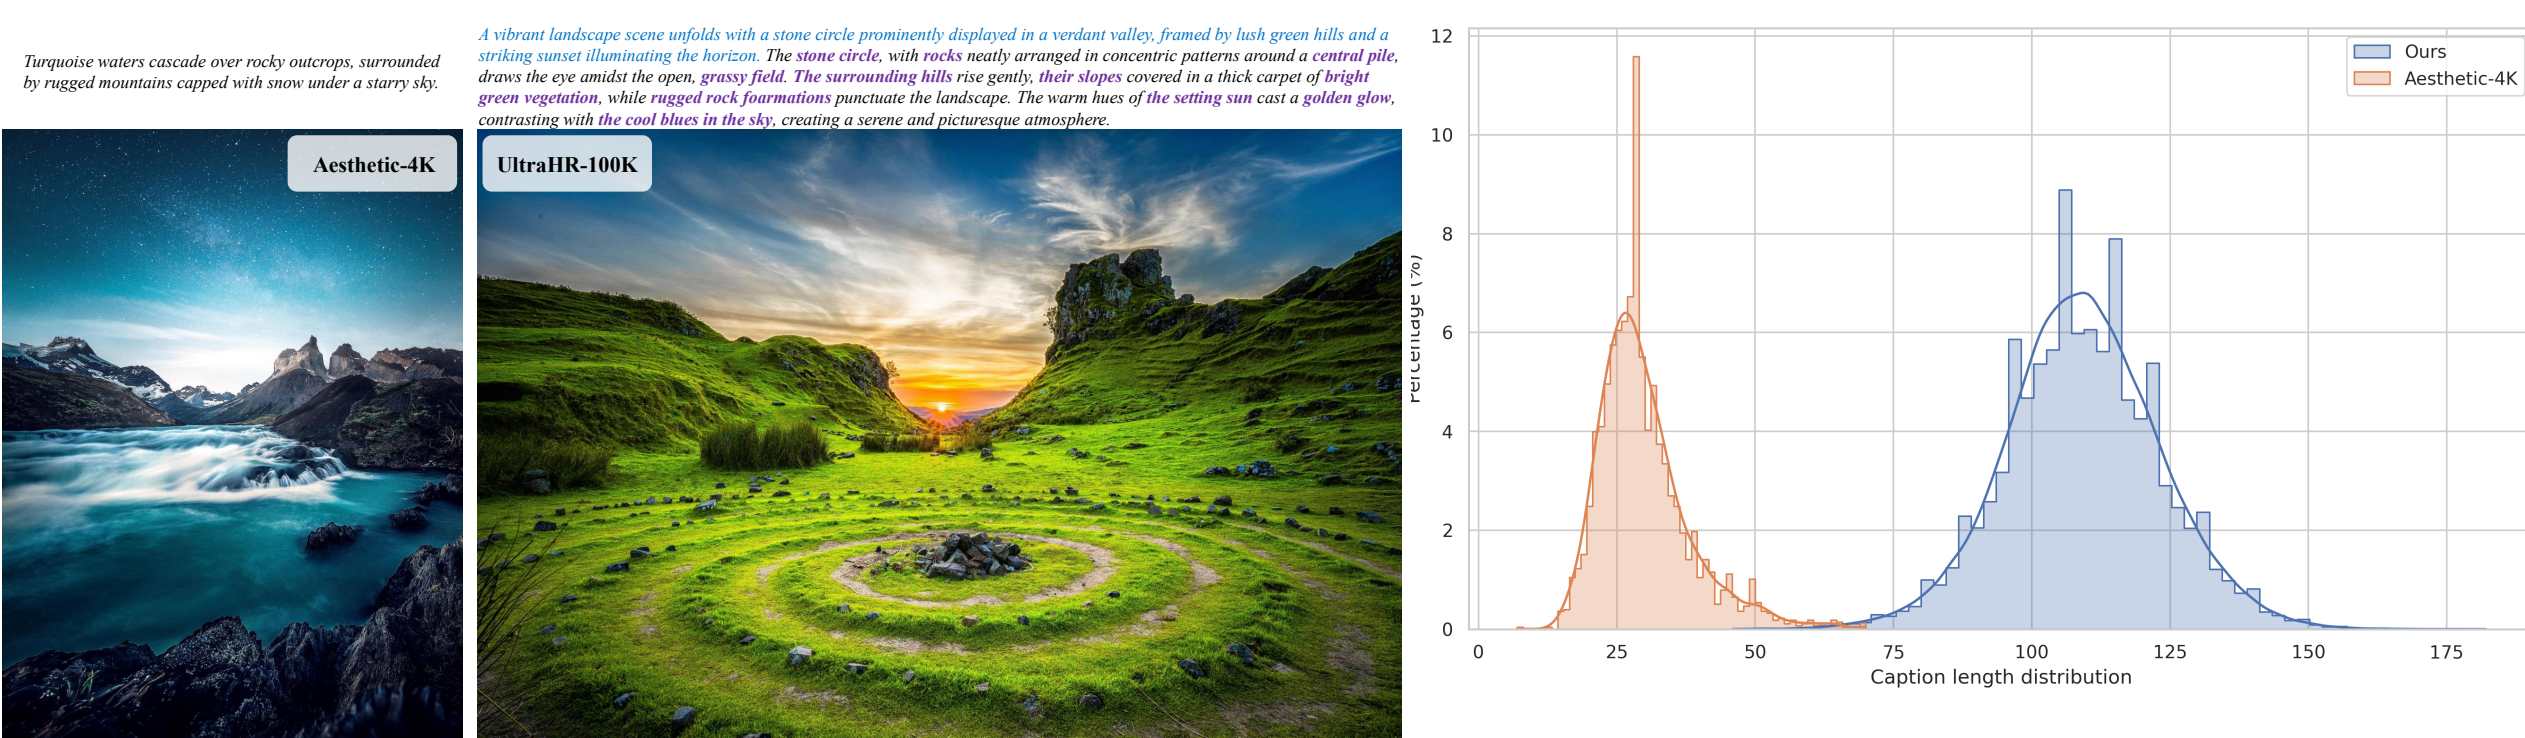 Turquoise waters cascade over rocky outcrops, surrounded
by rugged mountains capped with snow under a starry sky.
Aesthetic-4K
A vibrant landscape scene unfolds with a stone circle prominently displayed in a verdant valley, framed by lush green hills and a
striking sunset illuminating the horizon. The stone circle, with rocks neatly arranged in concentric patterns around a central pile,
draws the eye amidst the open, grassy field. The surrounding hills rise gently, their slopes covered in a thick carpet of bright
green vegetation, while rugged rock foarmations punctuate the landscape. The warm hues of the setting sun cast a golden glow,
contrasting with the cool blues in the sky, creating a serene and picturesque atmosphere.
UltraHR-100K
Percentage (%)
12
10
8
6
4
2
0
Ours
Aesthetic-4K
0 25 50 75 100 125 150 175
Caption length distribution